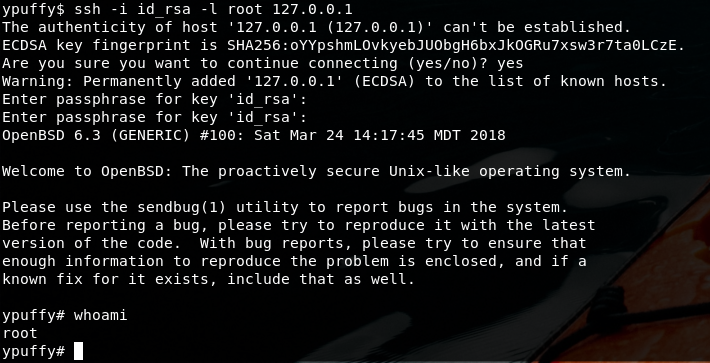 ypuffy$ ssh -i id_rsa -l root 127.0.0.1
The authenticity of host '127.0.0.1 (127.0.0.1)' can't be established.
ECDSA key fingerprint is SHA256:oYYpshmLOvkyebJUObgH6bxJkOGRu7xsw3r7ta0LCzE.
Are you sure you want to continue connecting (yes/no)? yes
Warning: Permanently added '127.0.0.1' (ECDSA) to the list of known hosts.
Enter passphrase for key 'id_rsa':
Enter passphrase for key 'id_rsa':
OpenBSD 6.3 (GENERIC) #100: Sat Mar 24 14:17:45 MDT 2018
Welcome to OpenBSD: The proactively secure Unix-like operating system.
Please use the sendbug(1) utility to report bugs in the system.
Before reporting a bug, please try to reproduce it with the latest
version of the code.  With bug reports, please try to ensure that
enough information to reproduce the problem is enclosed, and if a
known fix for it exists, include that as well.
ypuffy# whoami
root
ypuffy#